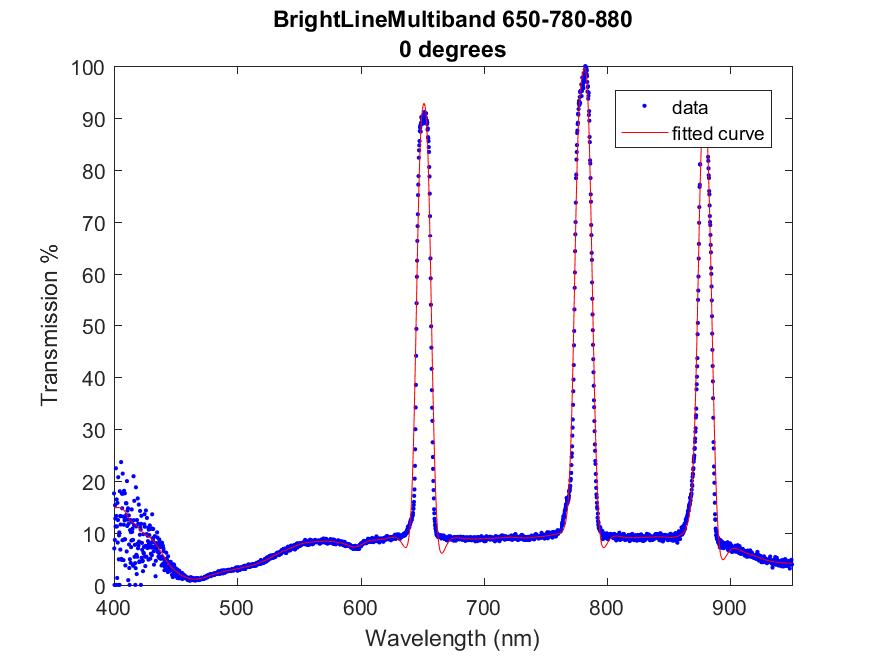 BrightLineMultiband 650-780-880
0 degrees
100
90
80
70
60
50
40
30
20
10
0
Transmission %
data
fitted curve
400 500 600 700 800 900
Wavelength (nm)